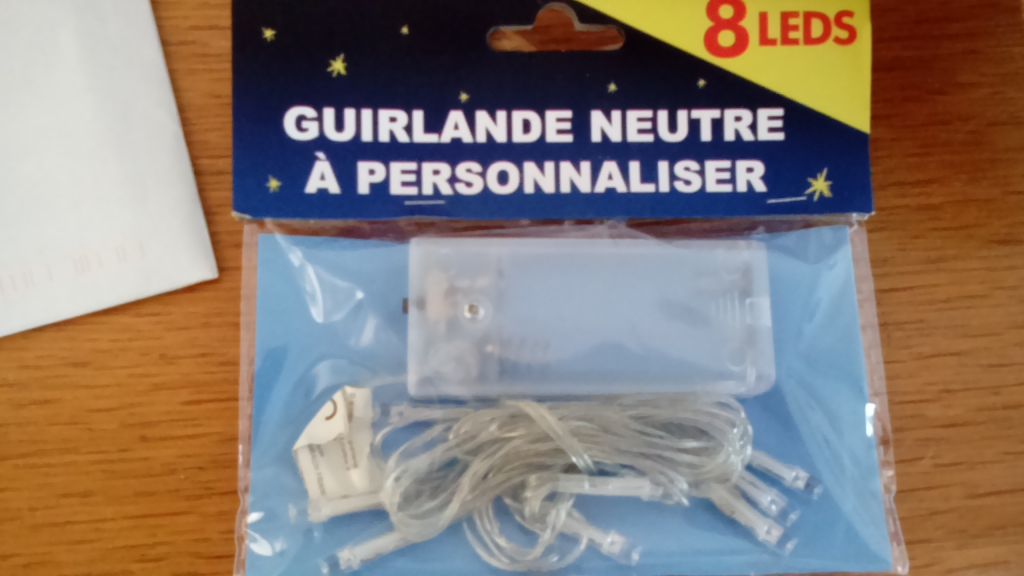 8 LEDS
GUIRLANDE NEUTRE
À PERSONNALISER